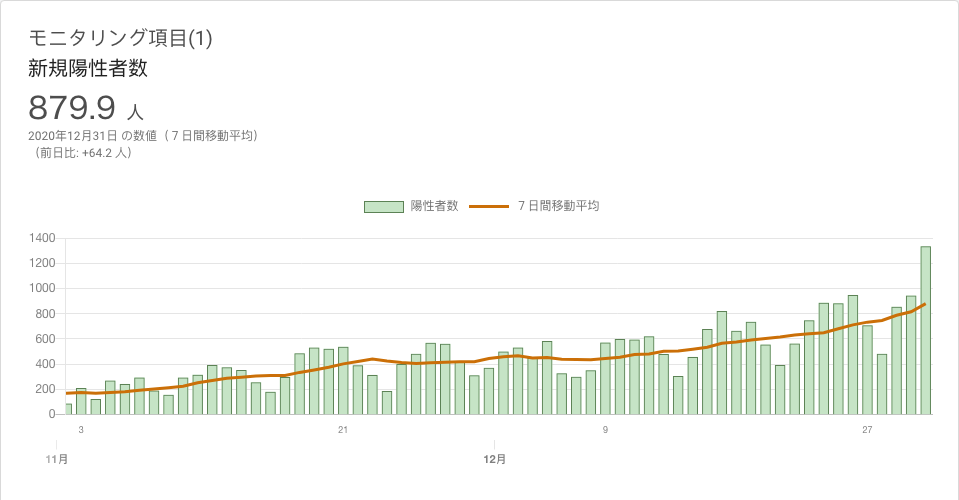 モニタリング項目(1)
新規陽性者数
879.9 人
2020年12月31日 の数値（７日間移動平均）
（前日比: +64.2 人）
陽性者数 ７日間移動平均
1400
1200
1000
800
600
400
200
0
3 21 9 27
11月 12月